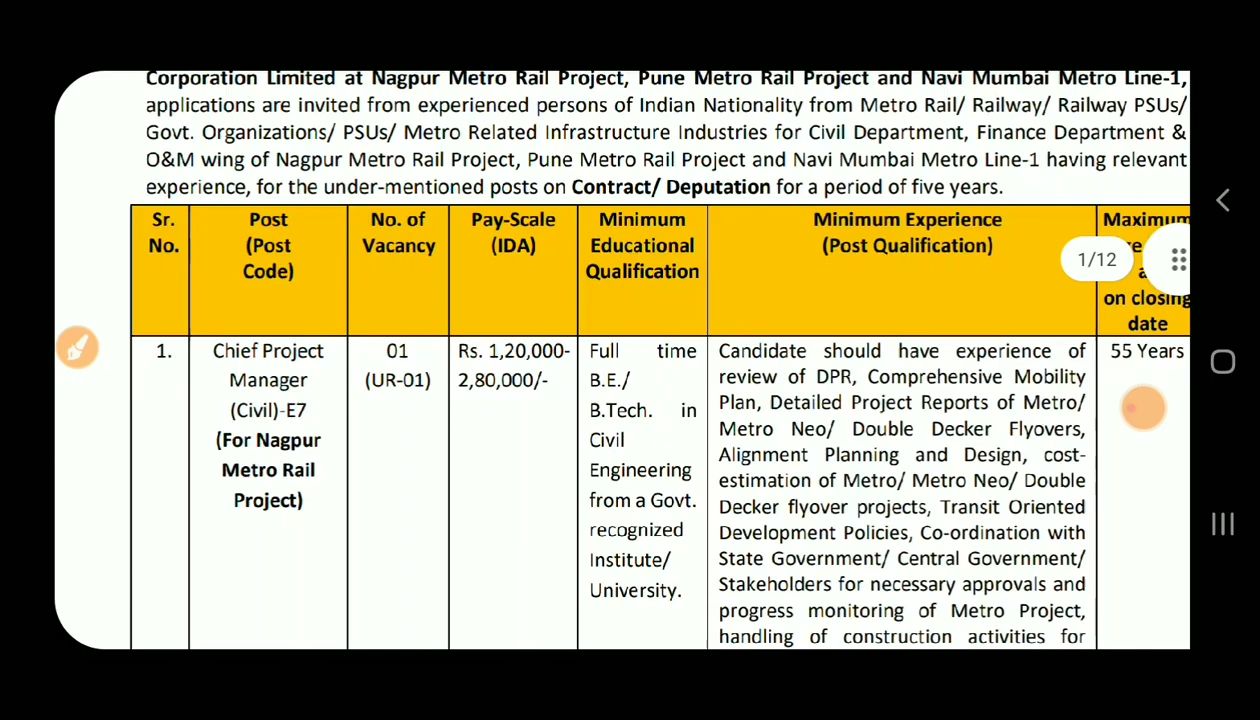 Corporation Limited at Nagpur Metro Rail Project, Pune Metro Rail Project and Navi Mumbai Metro Line-1,
applications are invited from experienced persons of Indian Nationality from Metro Rail/ Railway/ Railway PSUs/
Govt. Organizations/ PSUs/ Metro Related Infrastructure Industries for Civil Department, Finance Department &
O&M wing of Nagpur Metro Rail Project, Pune Metro Rail Project and Navi Mumbai Metro Line-1 having relevant
experience, for the under-mentioned posts on Contract/ Deputation for a period of five years.
Sr.
No.
Post
(Post
Code)
No. of
Vacancy
Pay-Scale
(IDA)
Minimum
Educational
Qualification
Minimum Experience
(Post Qualification)
Maximum
on closing
date
1/12
1.
Chief Project
Manager
(Civil)-E7
(For Nagpur
Metro Rail
Project)
01
(UR-01)
Rs. 1,20,000-
2,80,000/-
Full time
B.E./
B.Tech. in
Civil
Engineering
from a Govt.
recognized
Institute/
University.
Candidate should have experience of
review of DPR, Comprehensive Mobility
Plan, Detailed Project Reports of Metro/
Metro Neo/ Double Decker Flyovers,
Alignment Planning and Design, cost-
estimation of Metro/ Metro Neo/ Double
Decker flyover projects, Transit Oriented
Development Policies, Co-ordination with
State Government/ Central Government/
Stakeholders for necessary approvals and
progress monitoring of Metro Project,
handling of construction activities for
55 Years